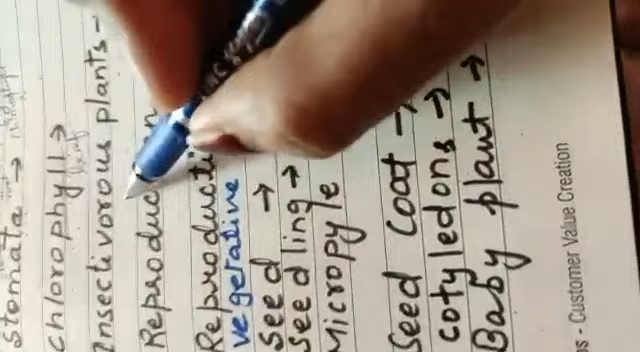 Stomata →
Chlorophyll →
Insectivorous plants -
Reproduc
Reproducti
vegetative
Seed →
Seedling →
Micropyle
Seed Coat →
cotyledons →
Baby plant →
s - Customer Value Creation